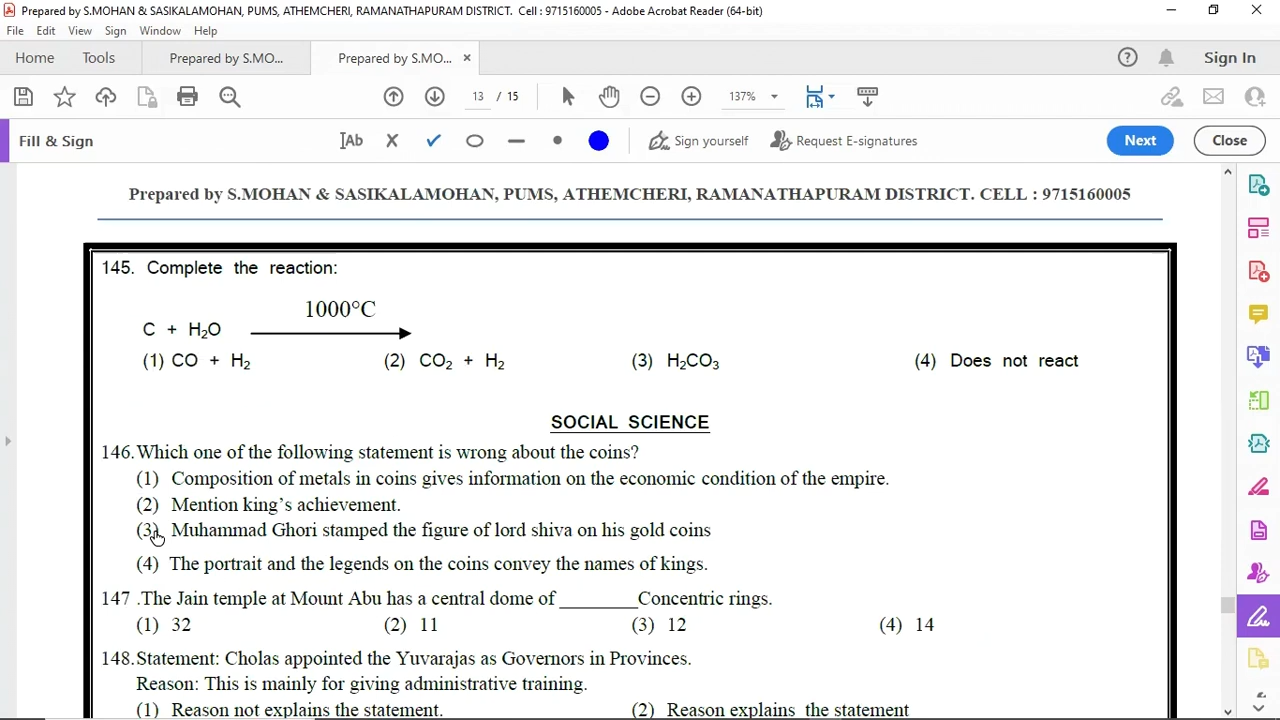 Prepared by S.MOHAN & SASIKALAMOHAN, PUMS, ATHEMCHERI, RAMANATHAPURAM DISTRICT. Cell : 9715160005 - Adobe Acrobat Reader (64-bit)
File Edit View Sign Window Help
Home Tools Prepared by S.MO... Prepared by S.MO... × Sign In
13 / 15 137%
Fill & Sign Ab Sign yourself Request E-signatures Next Close
Prepared by S.MOHAN & SASIKALAMOHAN, PUMS, ATHEMCHERI, RAMANATHAPURAM DISTRICT. CELL : 9715160005
145. Complete the reaction:
1000°C
C + H₂O
(1) CO + H₂ (2) CO₂ + H₂ (3) H₂CO₃ (4) Does not react
SOCIAL SCIENCE
146.Which one of the following statement is wrong about the coins?
(1) Composition of metals in coins gives information on the economic condition of the empire.
(2) Mention king's achievement.
(3) Muhammad Ghori stamped the figure of lord shiva on his gold coins
(4) The portrait and the legends on the coins convey the names of kings.
147 .The Jain temple at Mount Abu has a central dome of ________Concentric rings.
(1) 32 (2) 11 (3) 12 (4) 14
148.Statement: Cholas appointed the Yuvarajas as Governors in Provinces.
Reason: This is mainly for giving administrative training.
(1) Reason not explains the statement. (2) Reason explains the statement